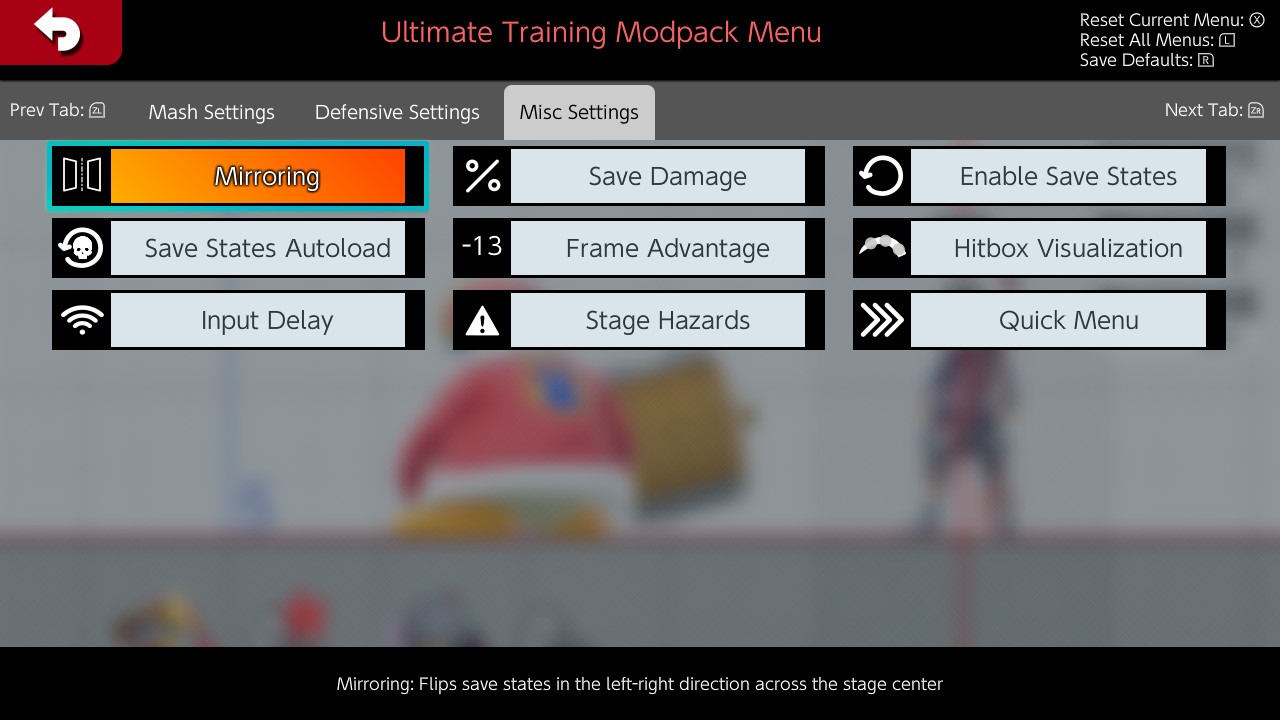 Ultimate Training Modpack Menu
Reset Current Menu: Ⓧ
Reset All Menus: L
Save Defaults: R
Prev Tab: ZL
Mash Settings
Defensive Settings
Misc Settings
Next Tab: ZR
Mirroring
% Save Damage
Enable Save States
Save States Autoload
-13 Frame Advantage
Hitbox Visualization
Input Delay
Stage Hazards
Quick Menu
Mirroring: Flips save states in the left-right direction across the stage center